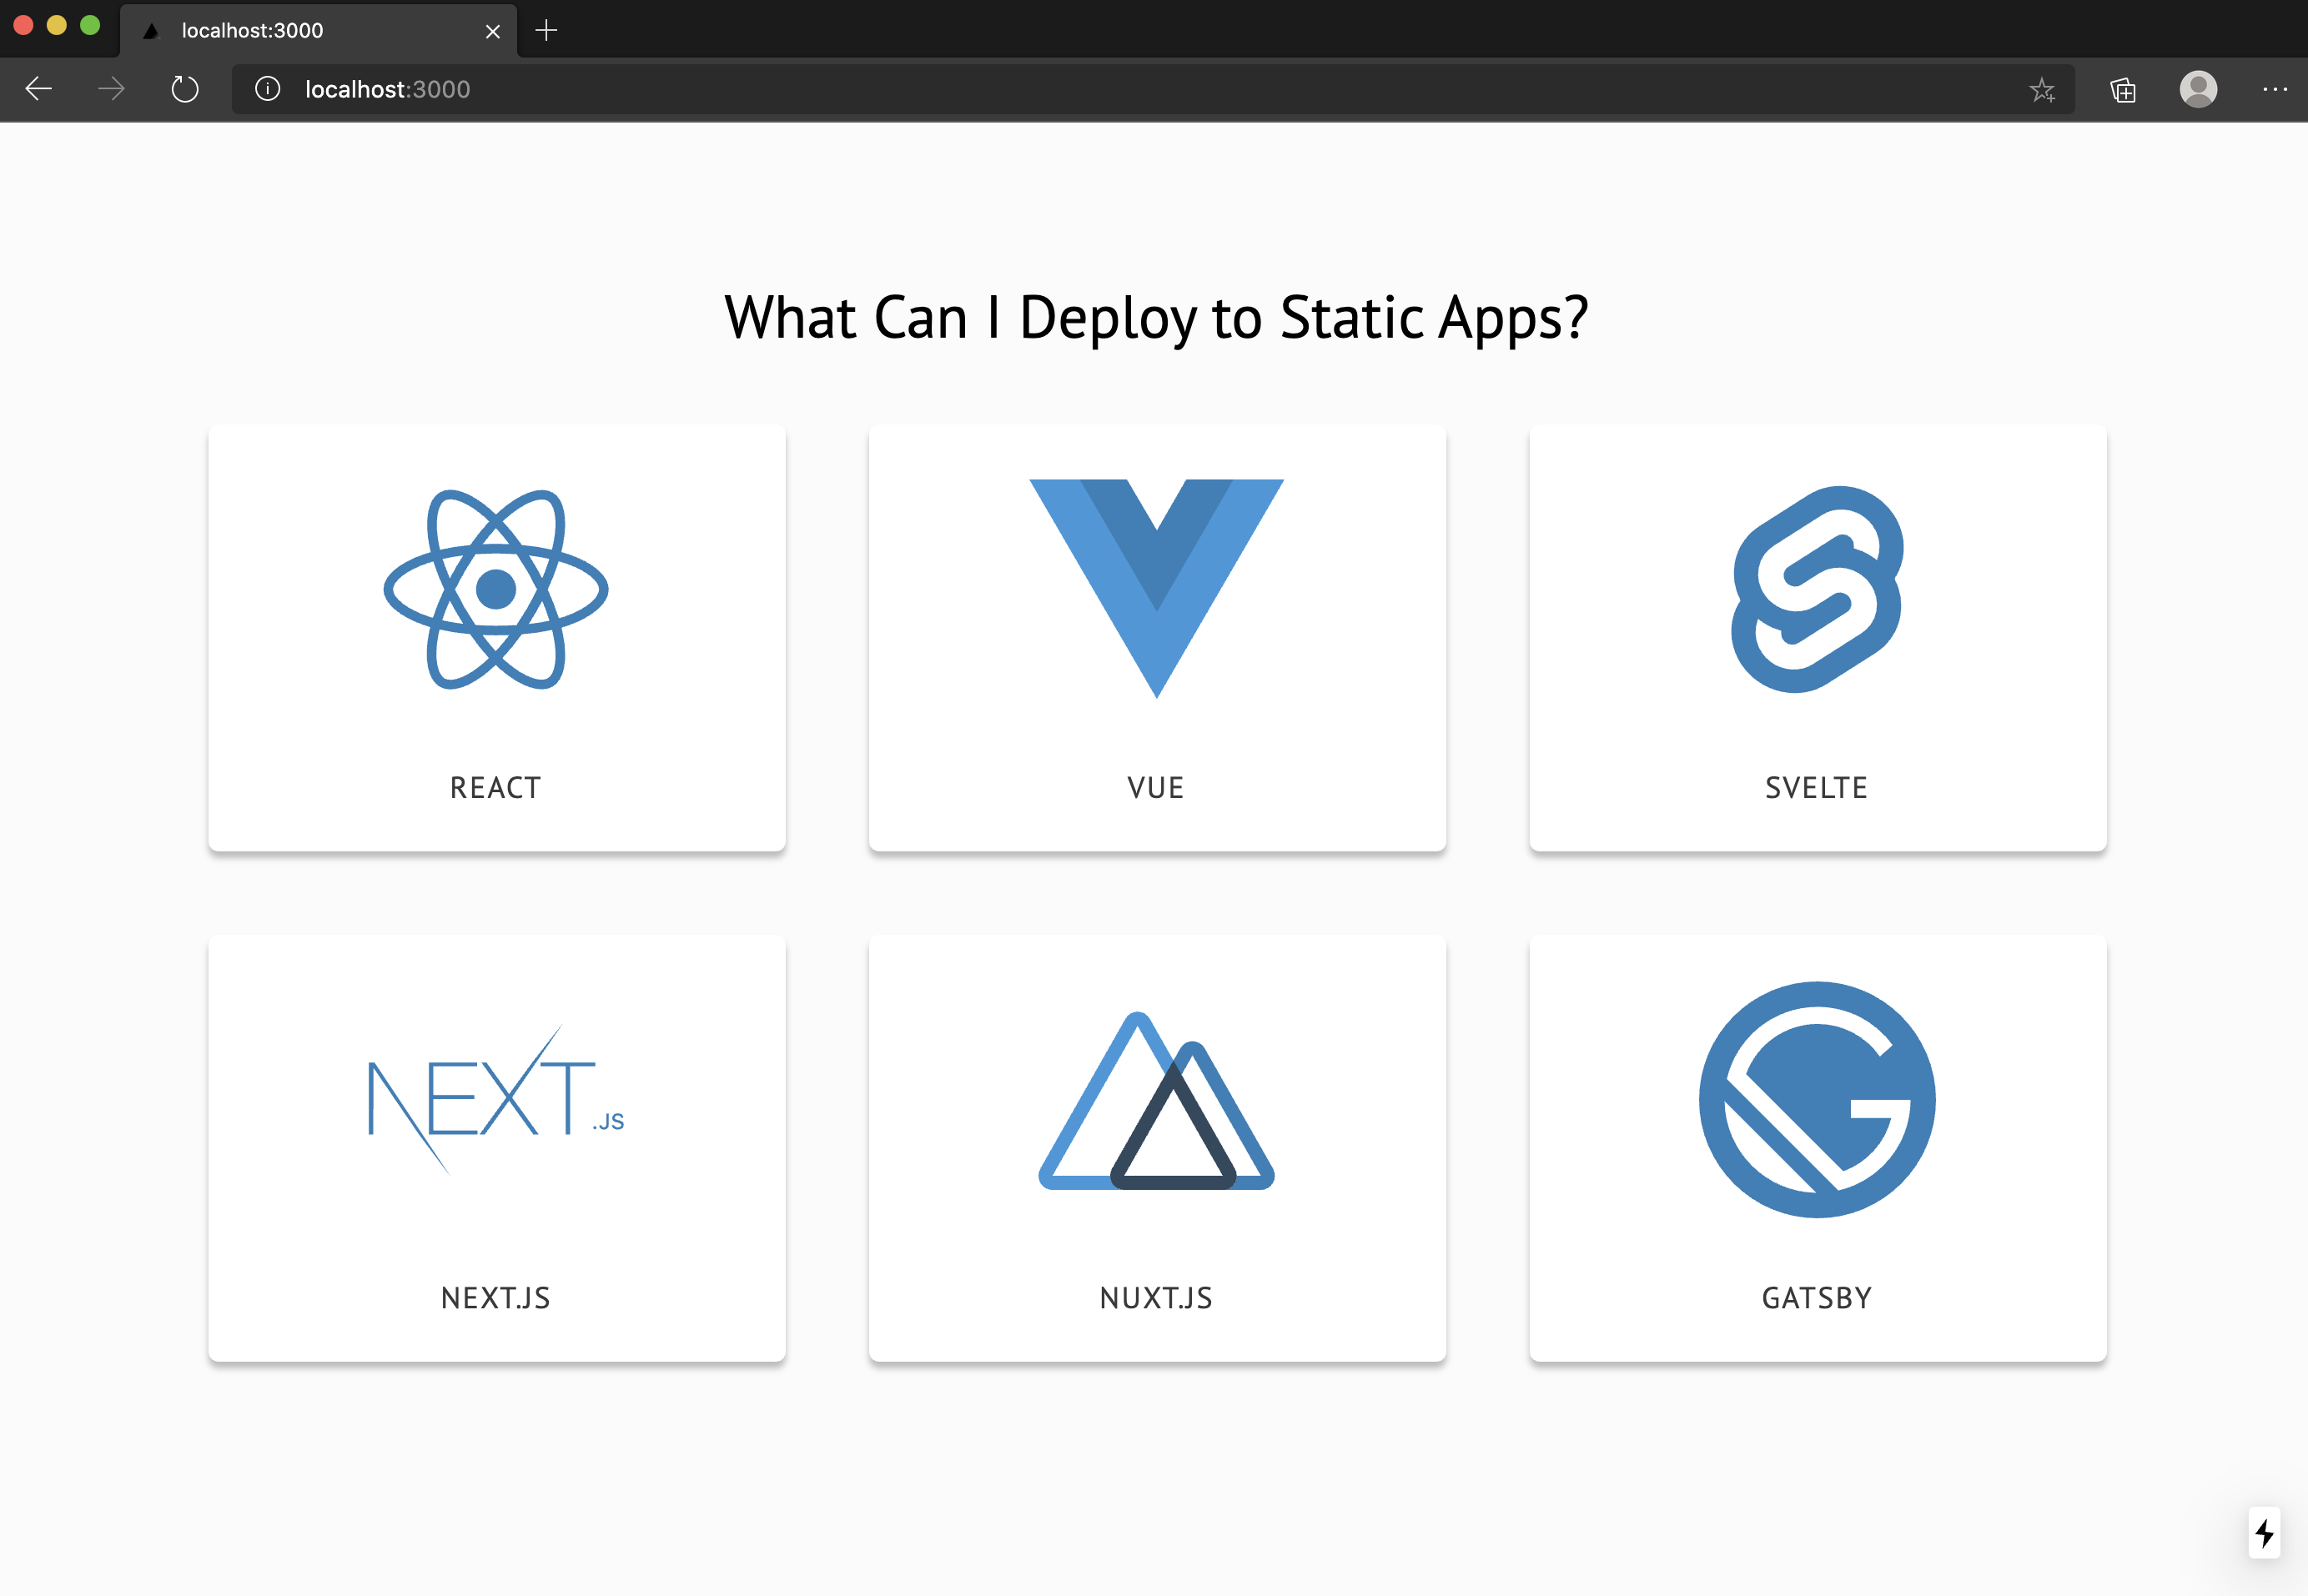 localhost:3000
localhost:3000
What Can I Deploy to Static Apps?
REACT
VUE
SVELTE
NEXT.JS
NEXT.JS
NUXT.JS
GATSBY